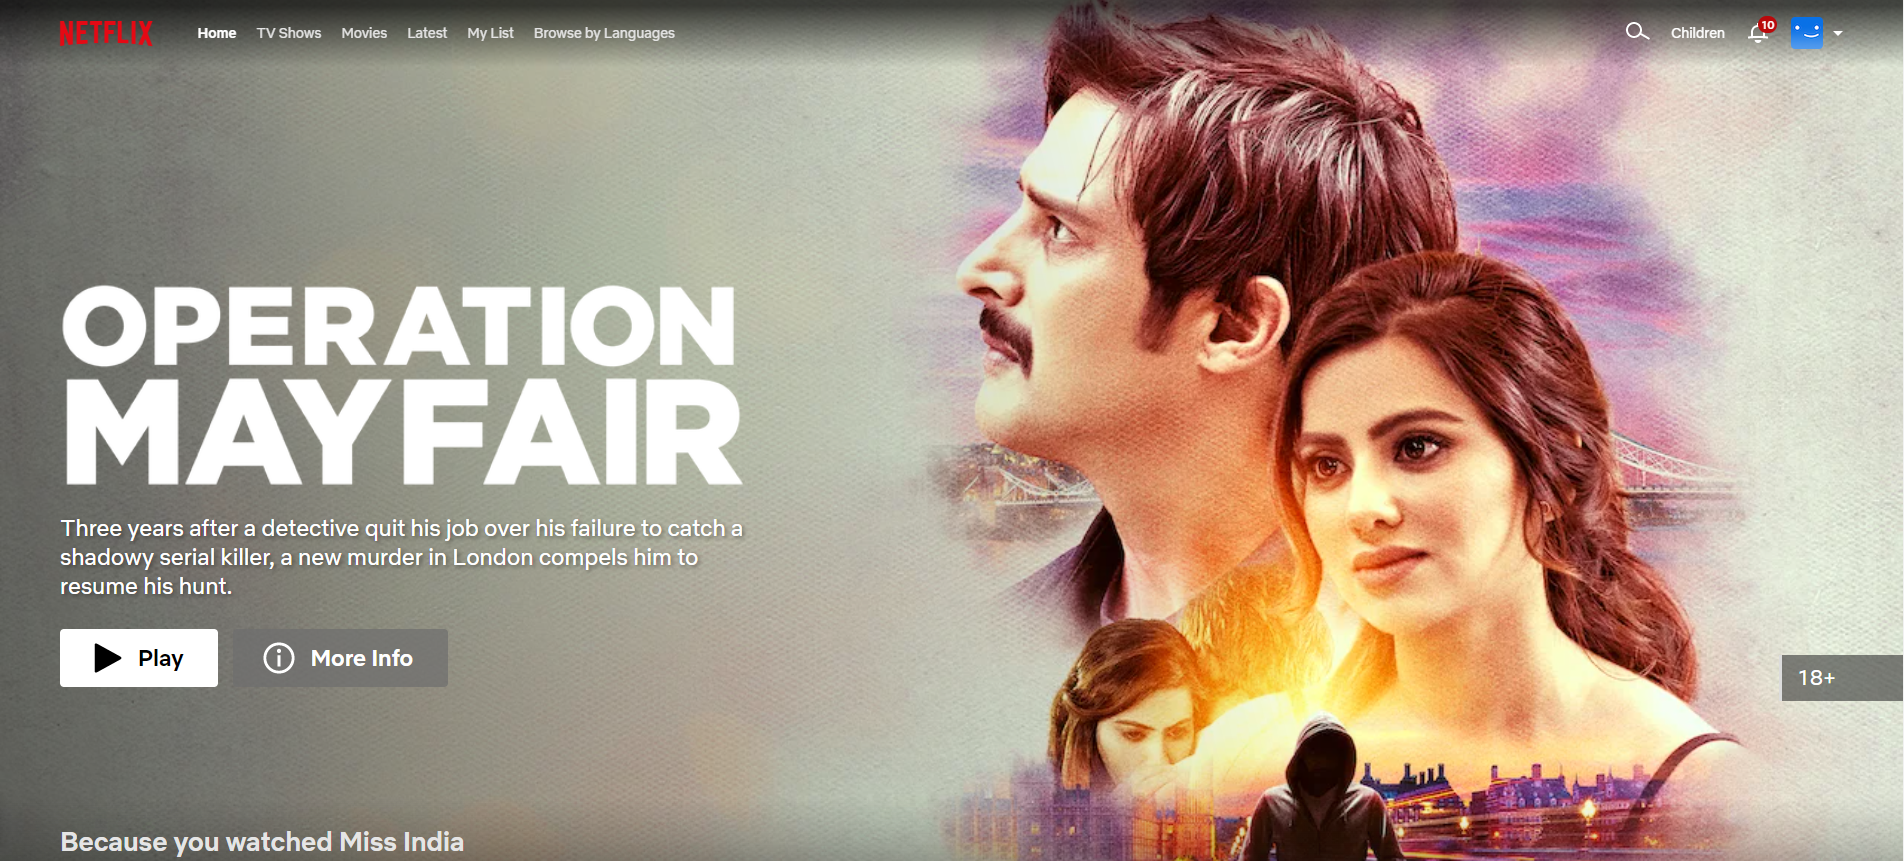 NETFLIX
Home
TV Shows
Movies
Latest
My List
Browse by Languages
Children
10
OPERATION
MAYFAIR
Three years after a detective quit his job over his failure to catch a
shadowy serial killer, a new murder in London compels him to
resume his hunt.
Play
More Info
18+
Because you watched Miss India